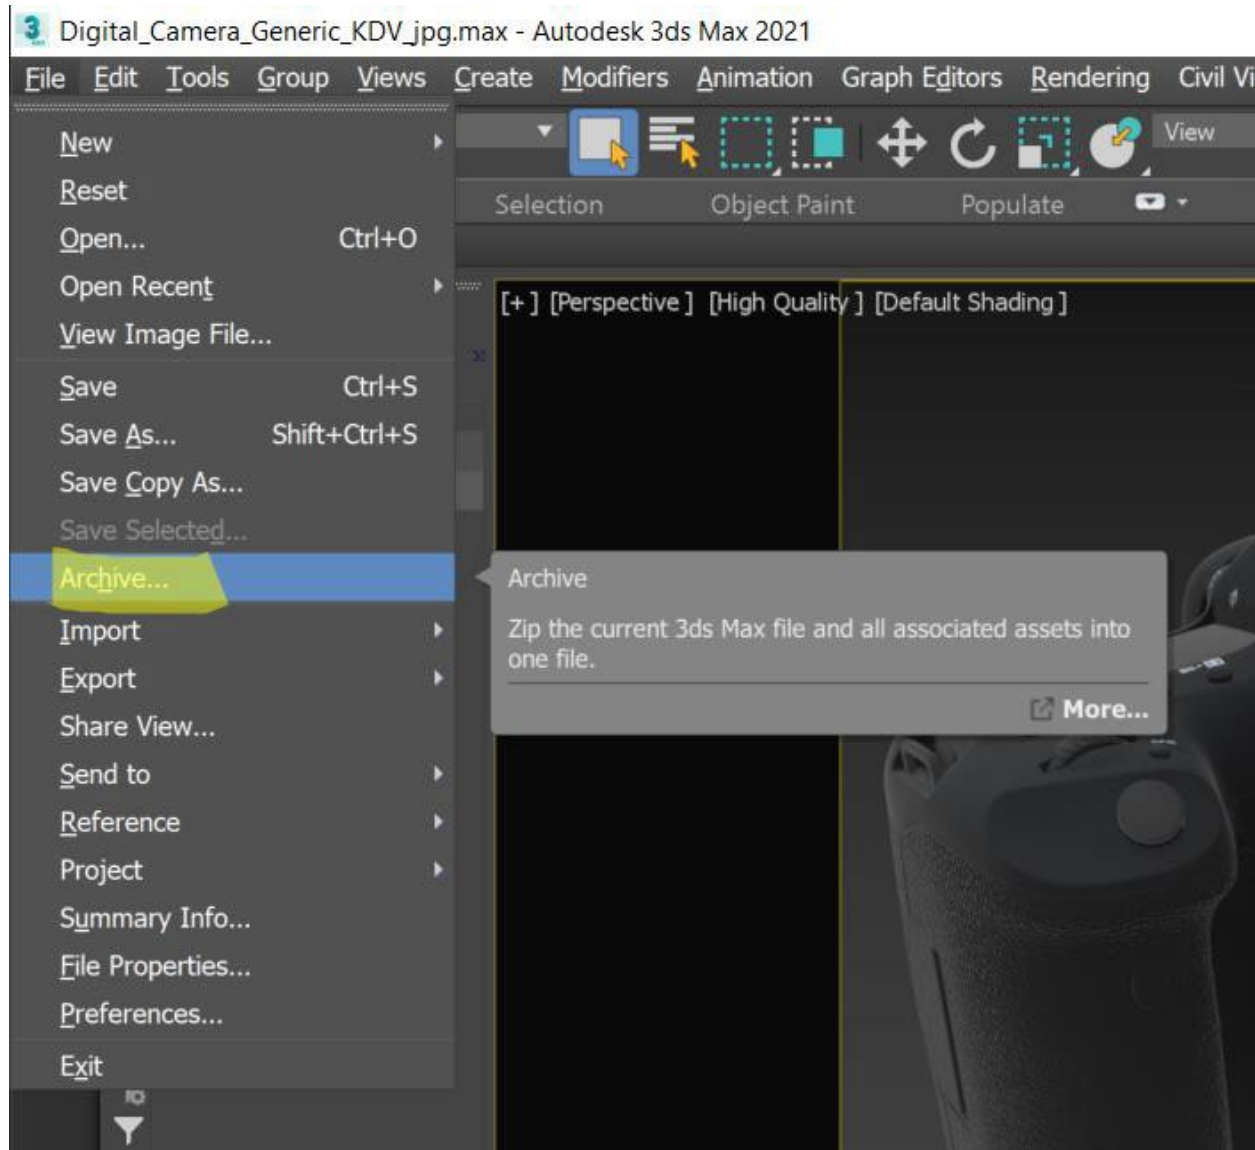 Digital_Camera_Generic_KDV_jpg.max - Autodesk 3ds Max 2021
File Edit Tools Group Views Create Modifiers Animation Graph Editors Rendering Civil Vi
View
Selection Object Paint Populate
New
Reset
Open... Ctrl+O
Open Recent
View Image File...
Save Ctrl+S
Save As... Shift+Ctrl+S
Save Copy As...
Save Selected...
Archive...
Import
Export
Share View...
Send to
Reference
Project
Summary Info...
File Properties...
Preferences...
Exit
[+] [Perspective] [High Quality] [Default Shading]
Archive
Zip the current 3ds Max file and all associated assets into
one file.
More...